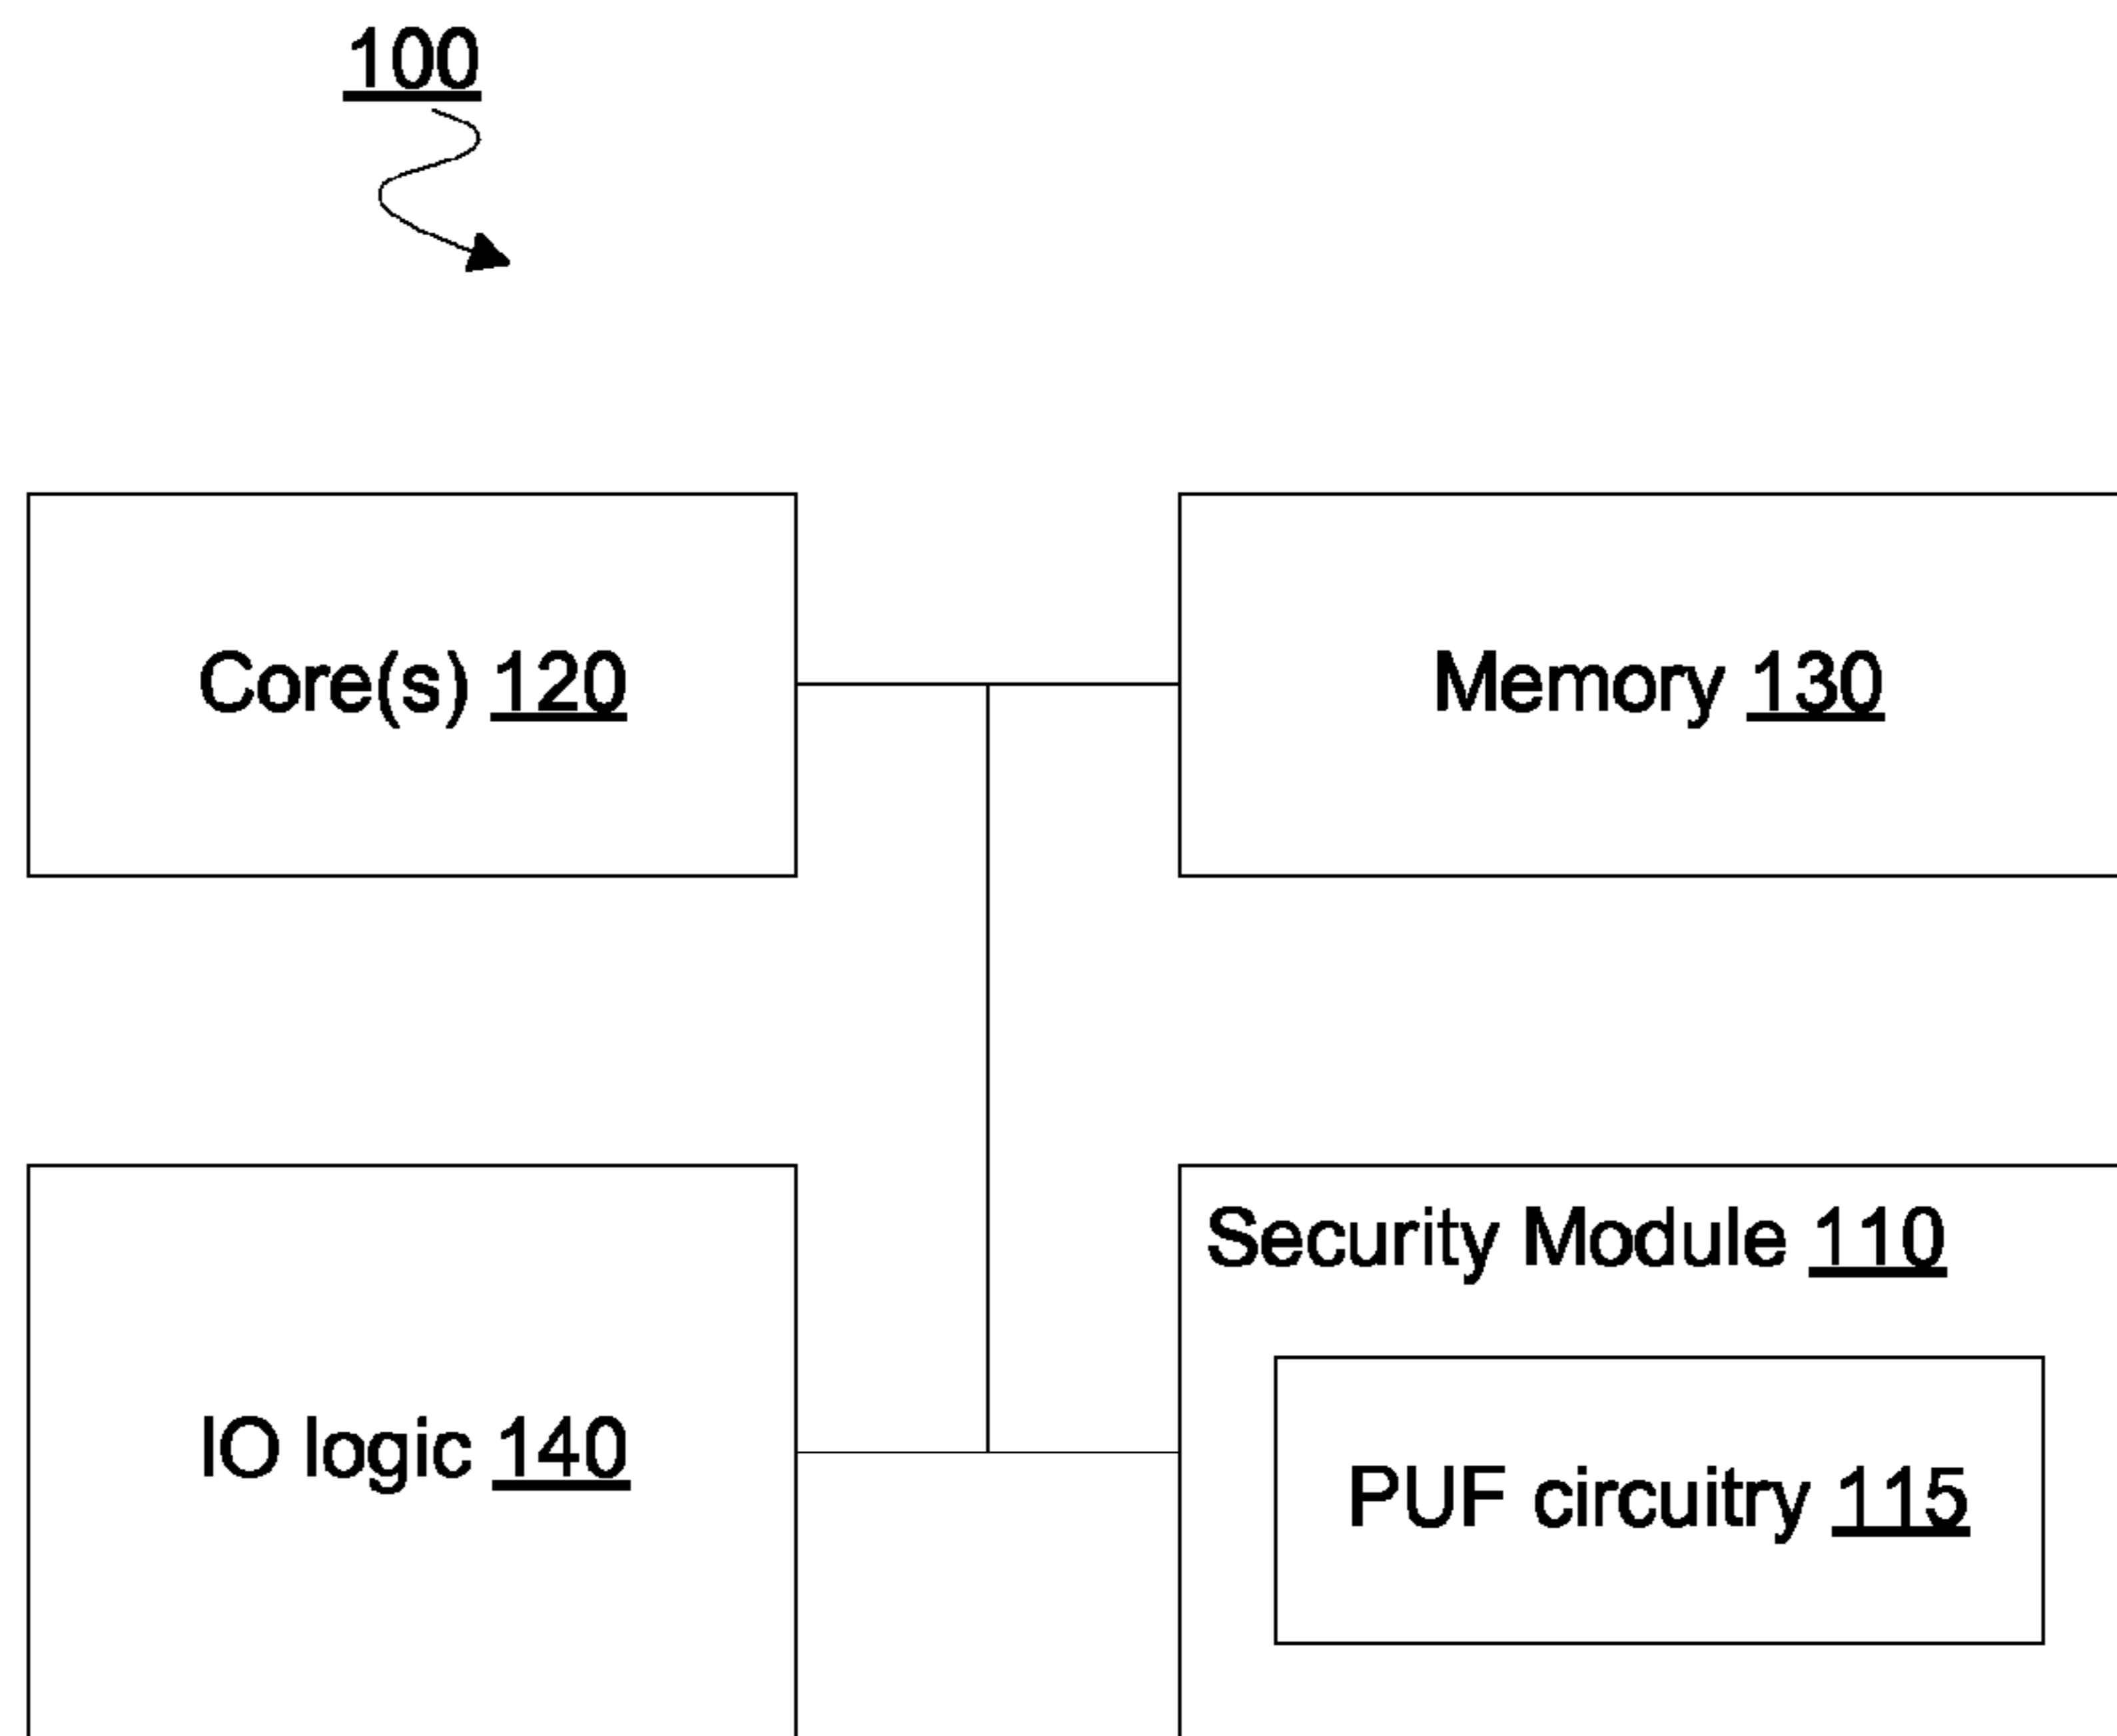 100
Core(s) 120
Memory 130
Security Module 110
IO logic 140
PUF circuitry 115